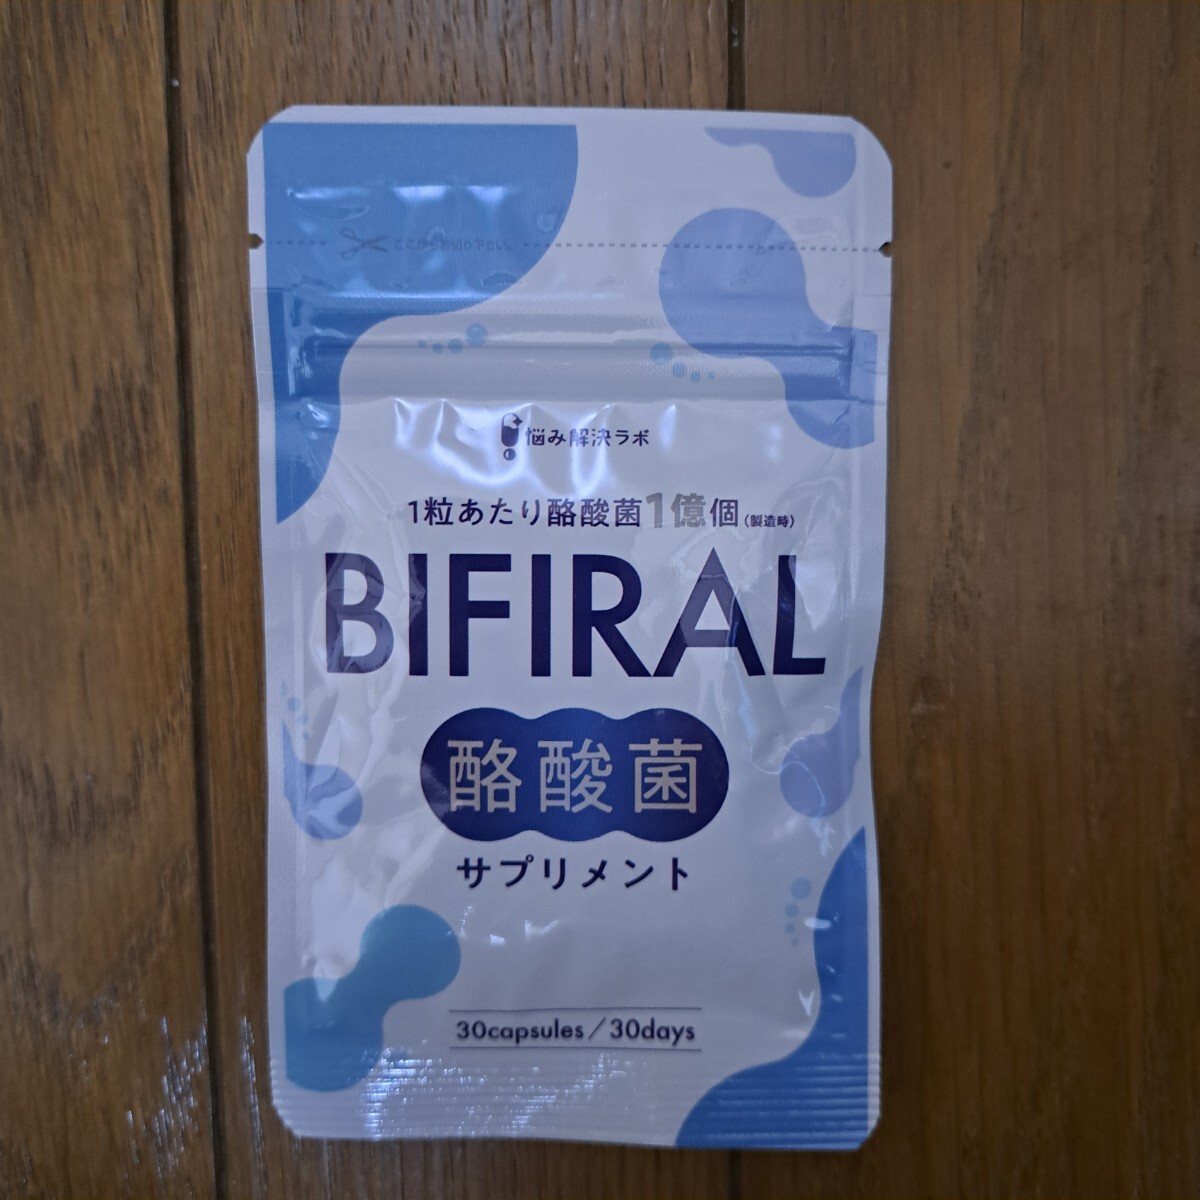 悩み解決ラボ
1粒あたり酪酸菌1億個(製造時)
BIFIRAL
酪酸菌
サプリメント
30capsules/30days